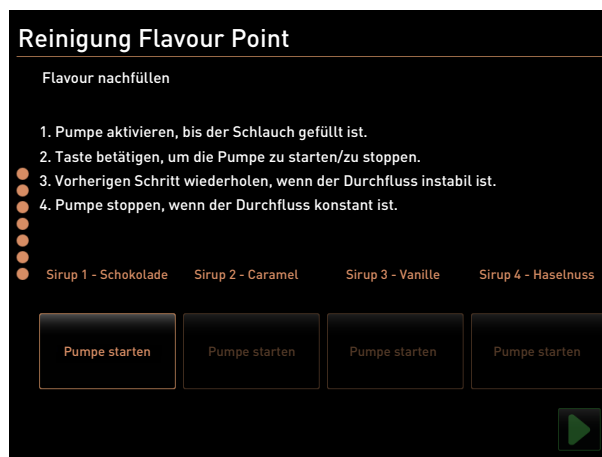 Reinigung Flavour Point
Flavour nachfüllen
1. Pumpe aktivieren, bis der Schlauch gefüllt ist.
2. Taste betätigen, um die Pumpe zu starten/zu stoppen.
3. Vorherigen Schritt wiederholen, wenn der Durchfluss instabil ist.
4. Pumpe stoppen, wenn der Durchfluss konstant ist.
Sirup 1 - Schokolade Sirup 2 - Caramel Sirup 3 - Vanille Sirup 4 - Haselnuss
Pumpe starten Pumpe starten Pumpe starten Pumpe starten